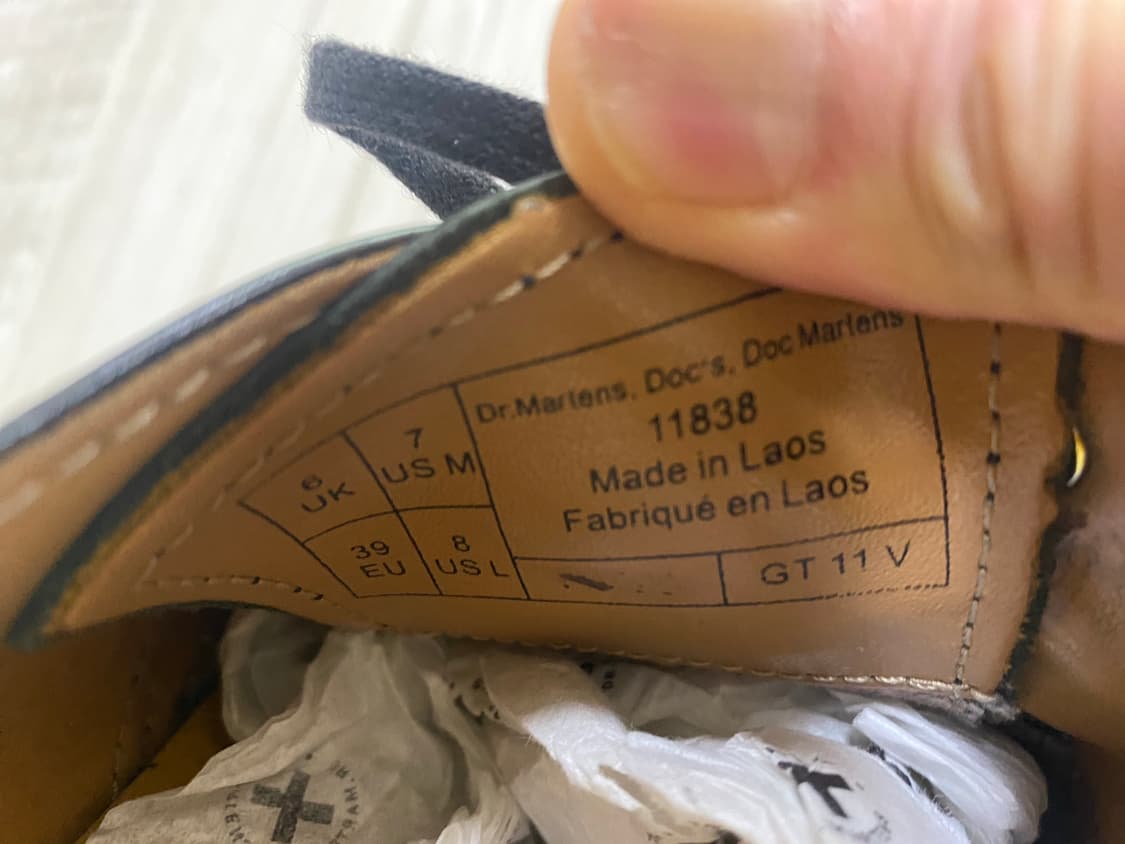 Dr.Martens, Doc's, Doc Martens
11838
Made in Laos
Fabriqué en Laos
6
UK
7
US M
39
EU
8
US L
GT 11 V